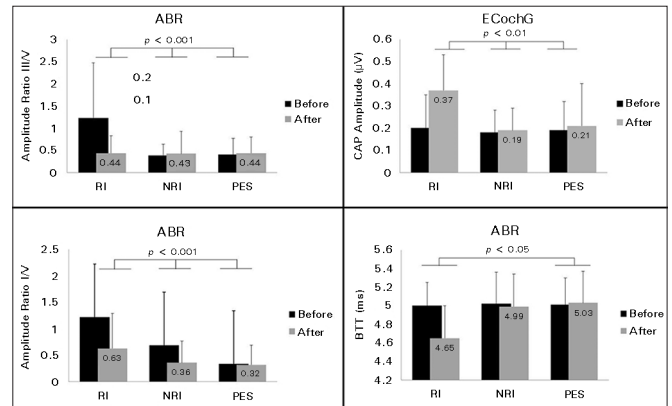 ABR
p < 0.001
Amplitude Ratio III/V
3
2.5
2
1.5
1
0.5
0
0.2
0.1
0.44
0.43
0.44
RI NRI PES
Before
After
ECochG
p < 0.01
CAP Amplitude (μV)
0.6
0.5
0.4
0.3
0.2
0.1
0
0.37
0.19
0.21
RI NRI PES
Before
After
ABR
p < 0.001
Amplitude Ratio I/V
2.5
2
1.5
1
0.5
0
0.63
0.36
0.32
RI NRI PES
Before
After
ABR
p < 0.05
BTT (ms)
5.6
5.4
5.2
5
4.8
4.6
4.4
4.2
4.65
4.99
5.03
RI NRI PES
Before
After